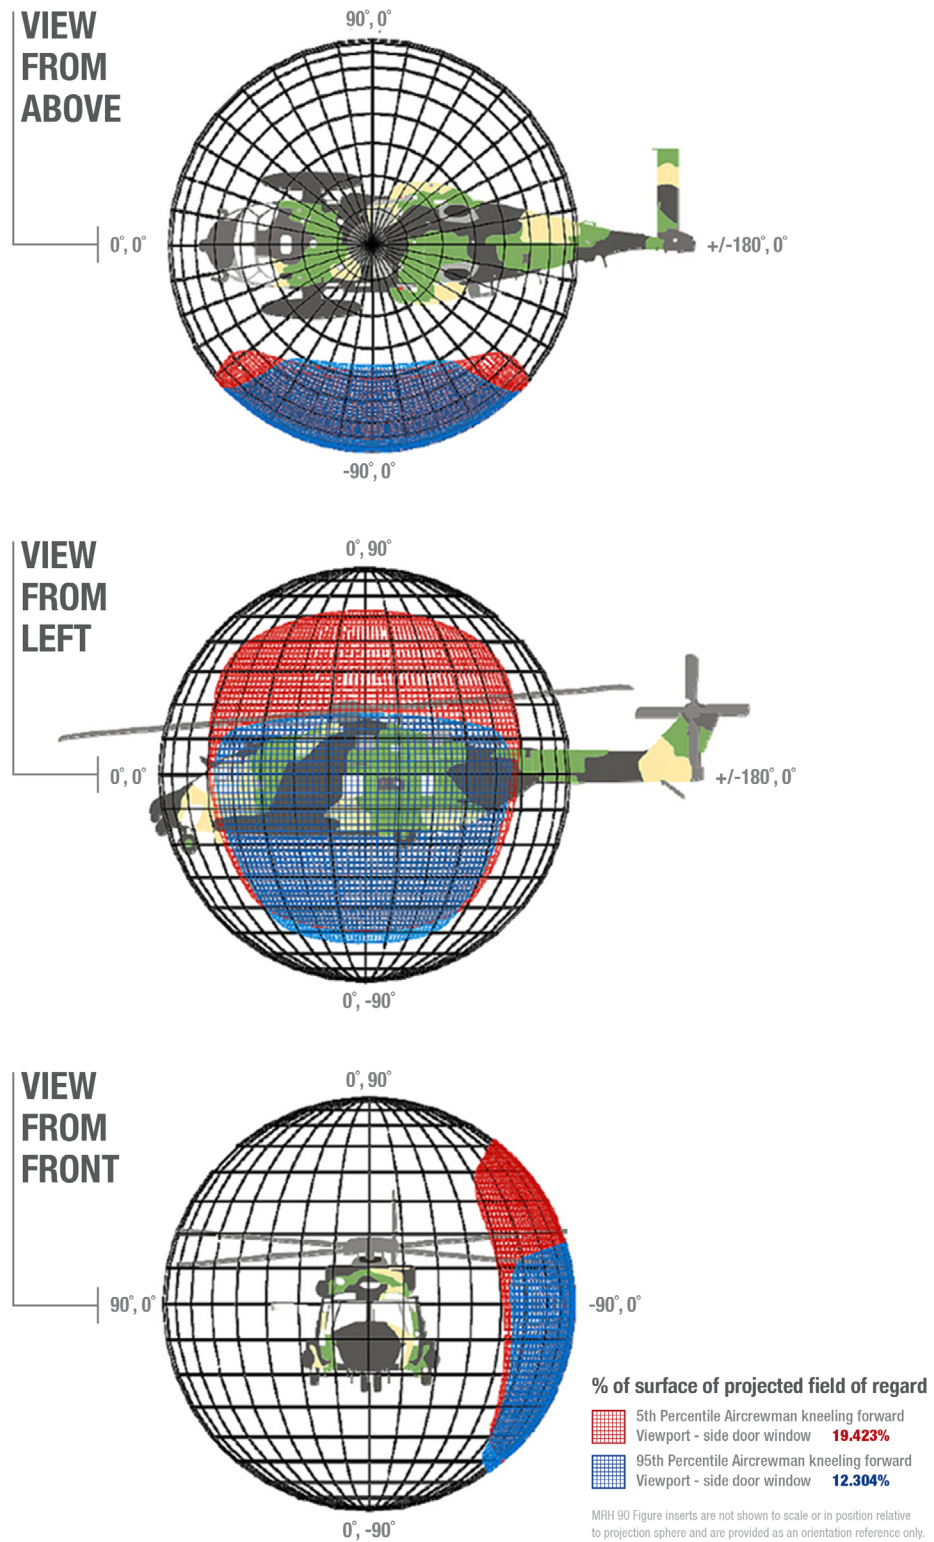 VIEW
FROM
ABOVE
90°, 0°
0°, 0°
+/-180°, 0°
-90°, 0°
VIEW
FROM
LEFT
0°, 90°
0°, 0°
+/-180°, 0°
0°, -90°
VIEW
FROM
FRONT
0°, 90°
90°, 0°
-90°, 0°
0°, -90°
% of surface of projected field of regard
5th Percentile Aircrewman kneeling forward
Viewport - side door window 19.423%
95th Percentile Aircrewman kneeling forward
Viewport - side door window 12.304%
MRH 90 Figure inserts are not shown to scale or in position relative
to projection sphere and are provided as an orientation reference only.